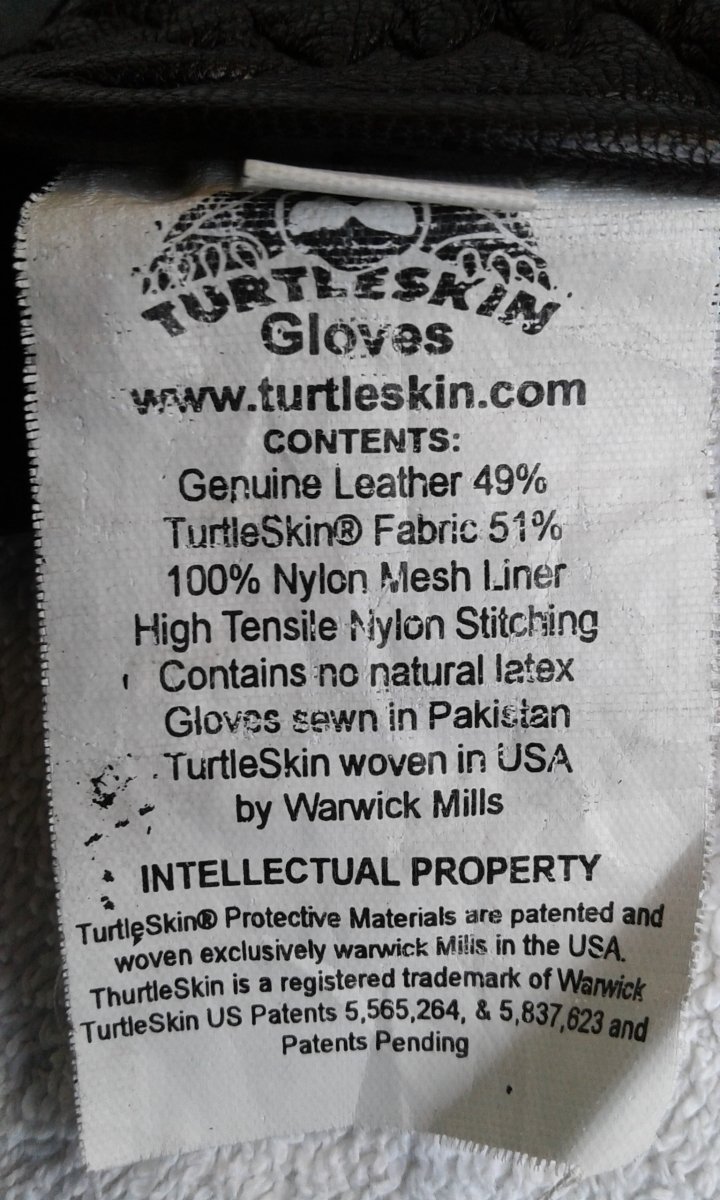 TURTLESKIN
Gloves
www.turtleskin.com
CONTENTS:
Genuine Leather 49%
TurtleSkin® Fabric 51%
100% Nylon Mesh Liner
High Tensile Nylon Stitching
Contains no natural latex
Gloves sewn in Pakistan
TurtleSkin woven in USA
by Warwick Mills
INTELLECTUAL PROPERTY
TurtleSkin® Protective Materials are patented and
woven exclusively warwick Mills in the USA.
ThurtleSkin is a registered trademark of Warwick
TurtleSkin US Patents 5,565,264, & 5,837,623 and
Patents Pending